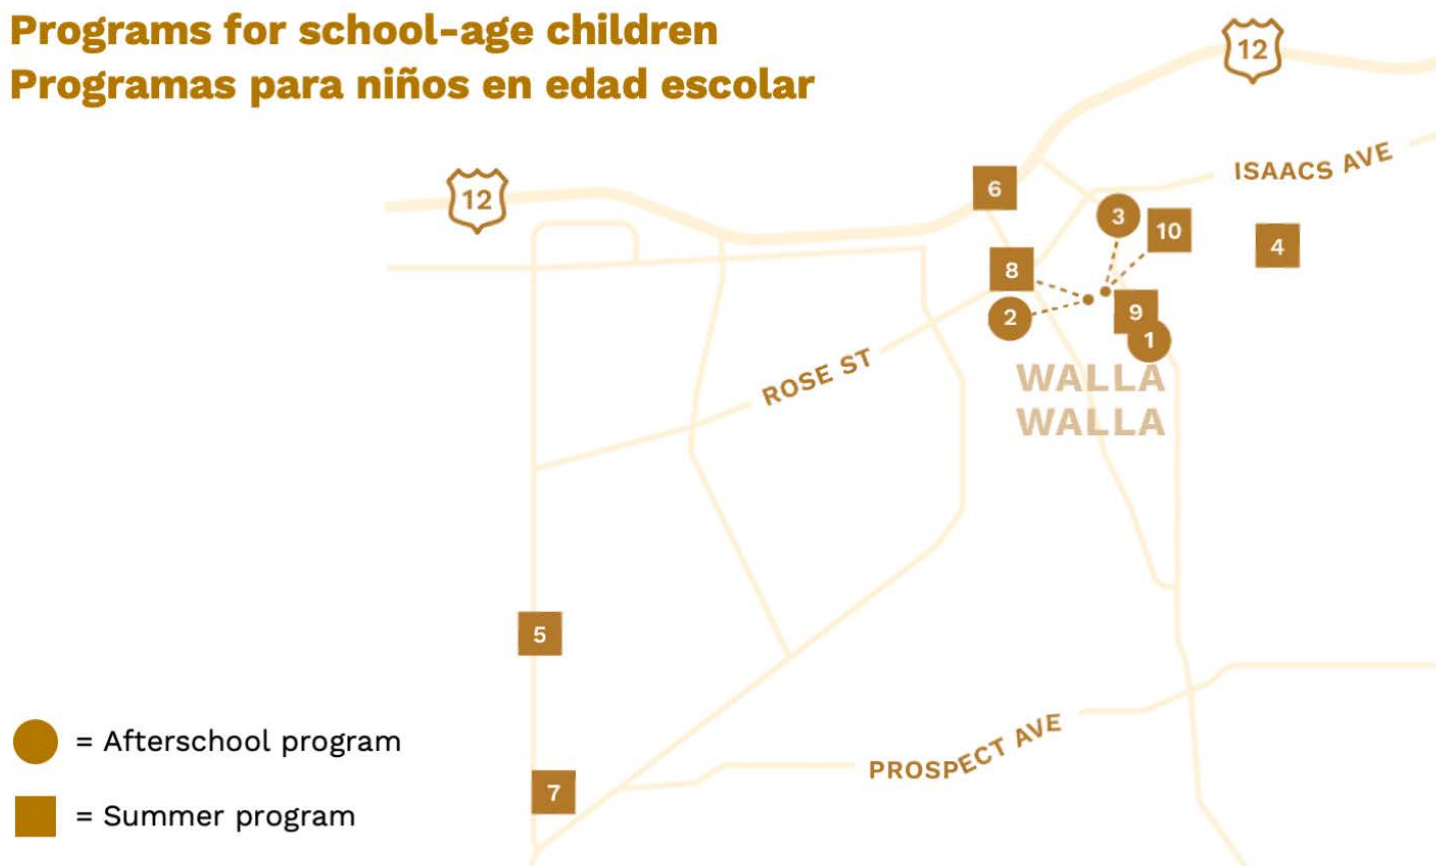 Programs for school-age children
Programas para niños en edad escolar
12
ISAACS AVE
12
6
3
10
4
8
2
9
1
ROSE ST
WALLA
WALLA
5
= Afterschool program
PROSPECT AVE
7
= Summer program